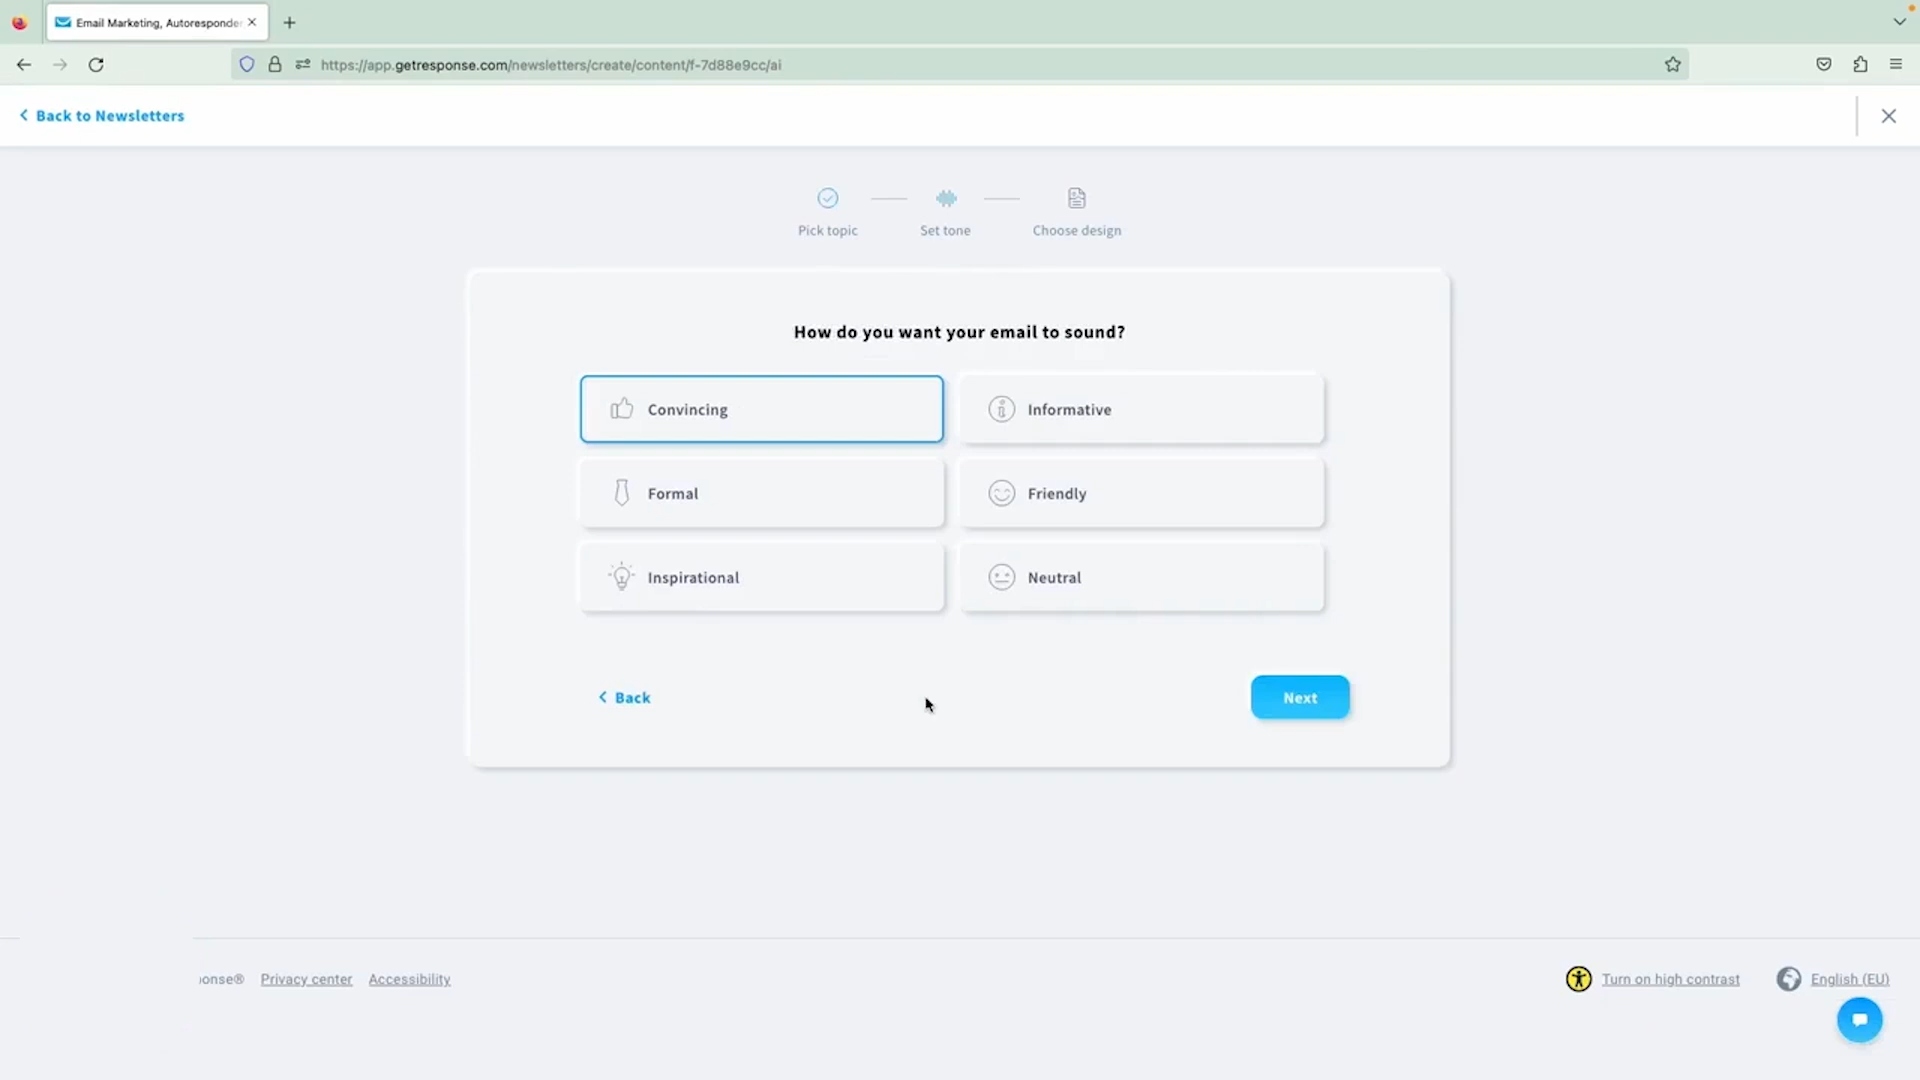 Email Marketing, Autoresponder
https://app.getresponse.com/newsletters/create/content/f-7d88e9cc/ai
Back to Newsletters
Pick topic
Set tone
Choose design
How do you want your email to sound?
Convincing
Informative
Formal
Friendly
Inspirational
Neutral
Back
Next
onse® Privacy center Accessibility
Turn on high contrast
English (EU)